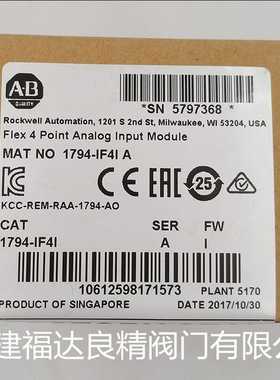 A-B
QUALITY
*SN 5797368 *
Rockwell Automation, 1201 S 2nd St, Milwaukee, WI 53204, USA
Flex 4 Point Analog Input Module
MAT NO 1794-IF4I A
CE EAC 25
KCC-REM-RAA-1794-AO
CAT SER FW
1794-IF4I A I
10612598171573
PLANT 5170
PRODUCT OF SINGAPORE DATE 2017/10/30
建福达良精阀门有限